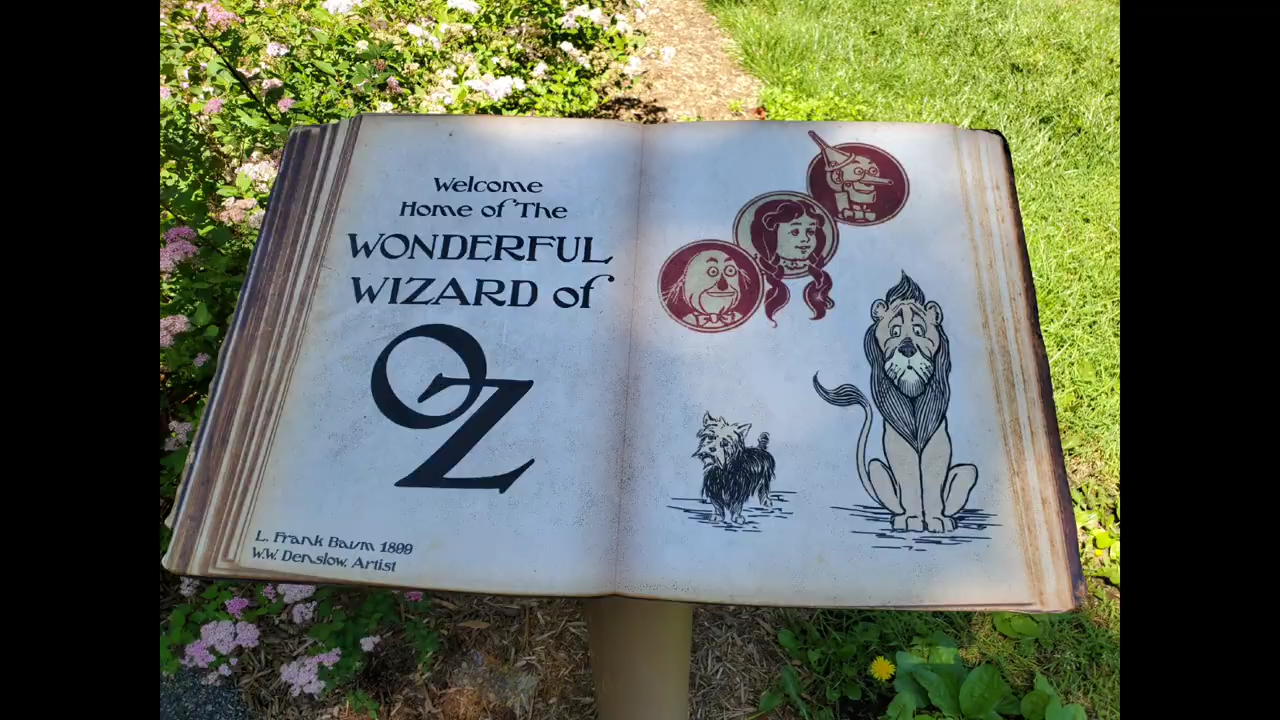 Welcome
Home of The
WONDERFUL
WIZARD of
OZ
L. Frank Baum 1899
W.W. Denslow, Artist